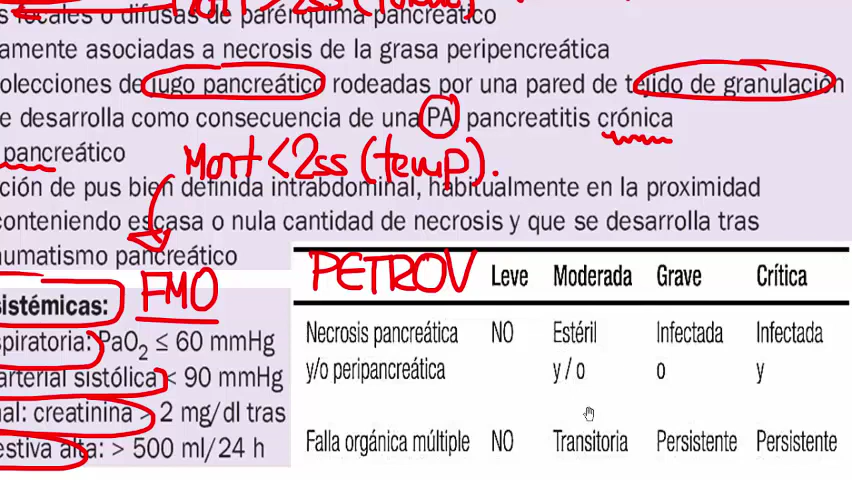 Mort >2ss (temp)
s focales o difusas de parénquima pancreático
amente asociadas a necrosis de la grasa peripencreática
olecciones de jugo pancreático rodeadas por una pared de tejido de granulación
e desarrolla como consecuencia de una PA, pancreatitis crónica
pancreático
Mort <2ss (temp).
ción de pus bien definida intrabdominal, habitualmente en la proximidad
conteniendo escasa o nula cantidad de necrosis y que se desarrolla tras
aumatismo pancreático
sistémicas: FMO
spiratoria: PaO2 ≤ 60 mmHg
arterial sistólica < 90 mmHg
nal: creatinina > 2 mg/dl tras
estiva alta: > 500 ml/24 h
PETROV Leve Moderada Grave Crítica
Necrosis pancreática NO Estéril Infectada Infectada
y/o peripancreática y / o o y
Falla orgánica múltiple NO Transitoria Persistente Persistente